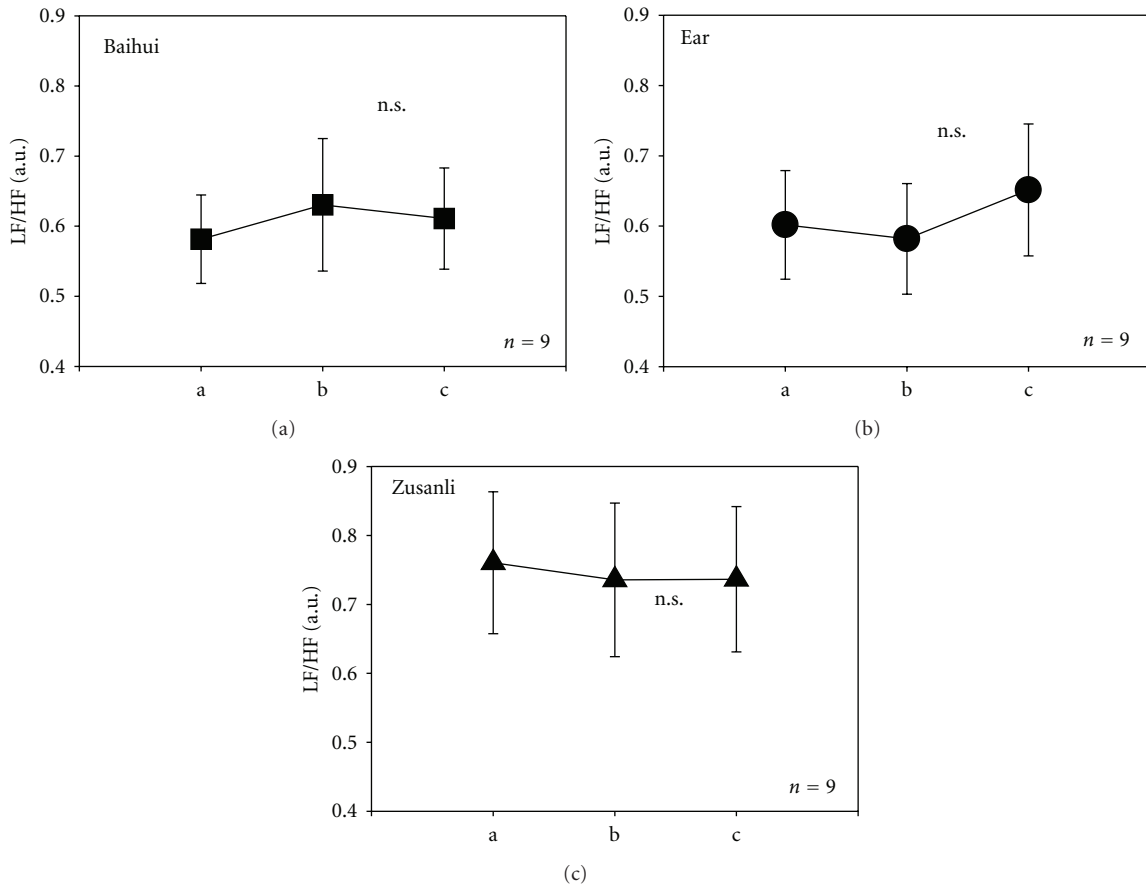 Baihui
n.s.
n = 9
LF/HF (a.u.)
0.9
0.8
0.7
0.6
0.5
0.4
a b c
(a)
Ear
n.s.
n = 9
LF/HF (a.u.)
0.9
0.8
0.7
0.6
0.5
0.4
a b c
(b)
Zusanli
n.s.
n = 9
LF/HF (a.u.)
0.9
0.8
0.7
0.6
0.5
0.4
a b c
(c)